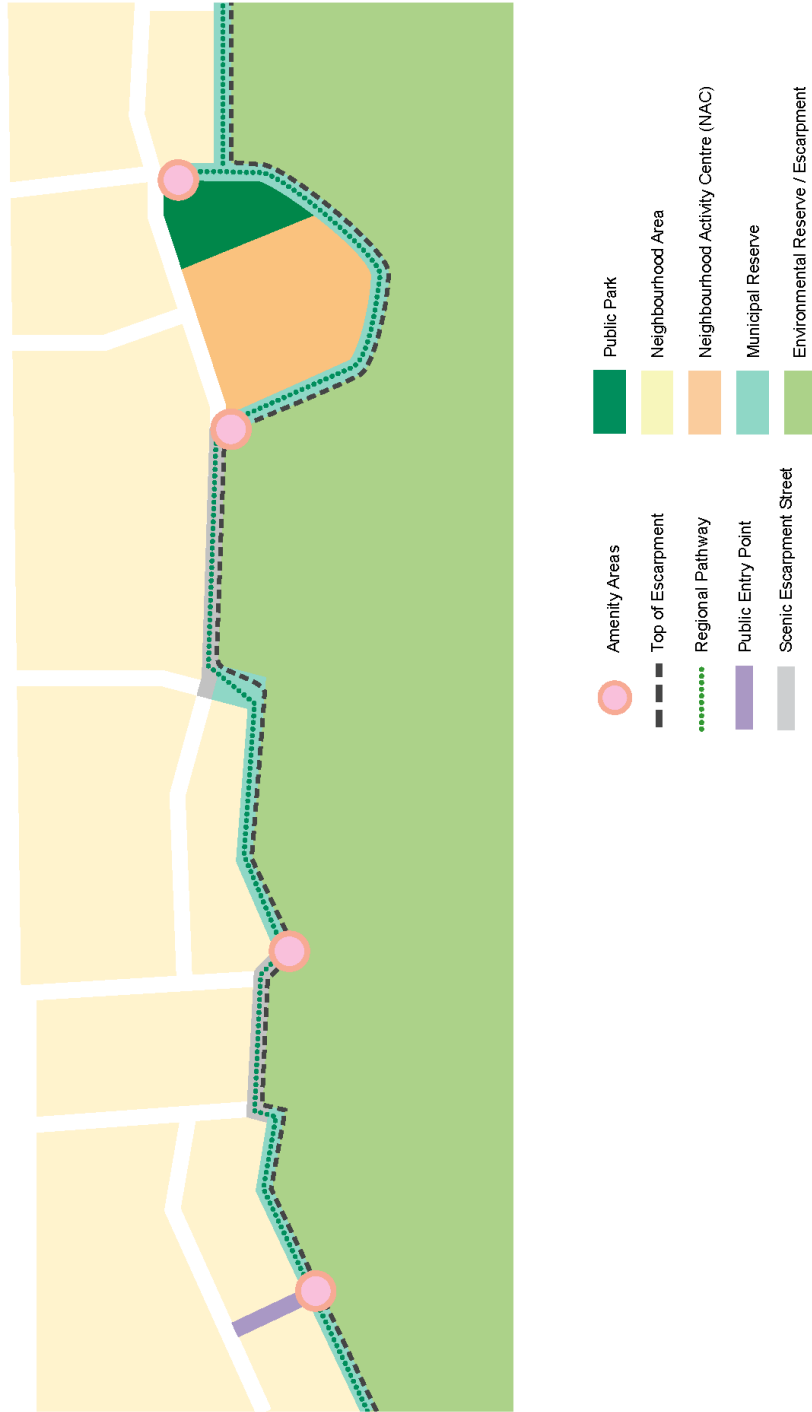 Amenity Areas
Top of Escarpment
Regional Pathway
Public Entry Point
Scenic Escarpment Street
Public Park
Neighbourhood Area
Neighbourhood Activity Centre (NAC)
Municipal Reserve
Environmental Reserve / Escarpment